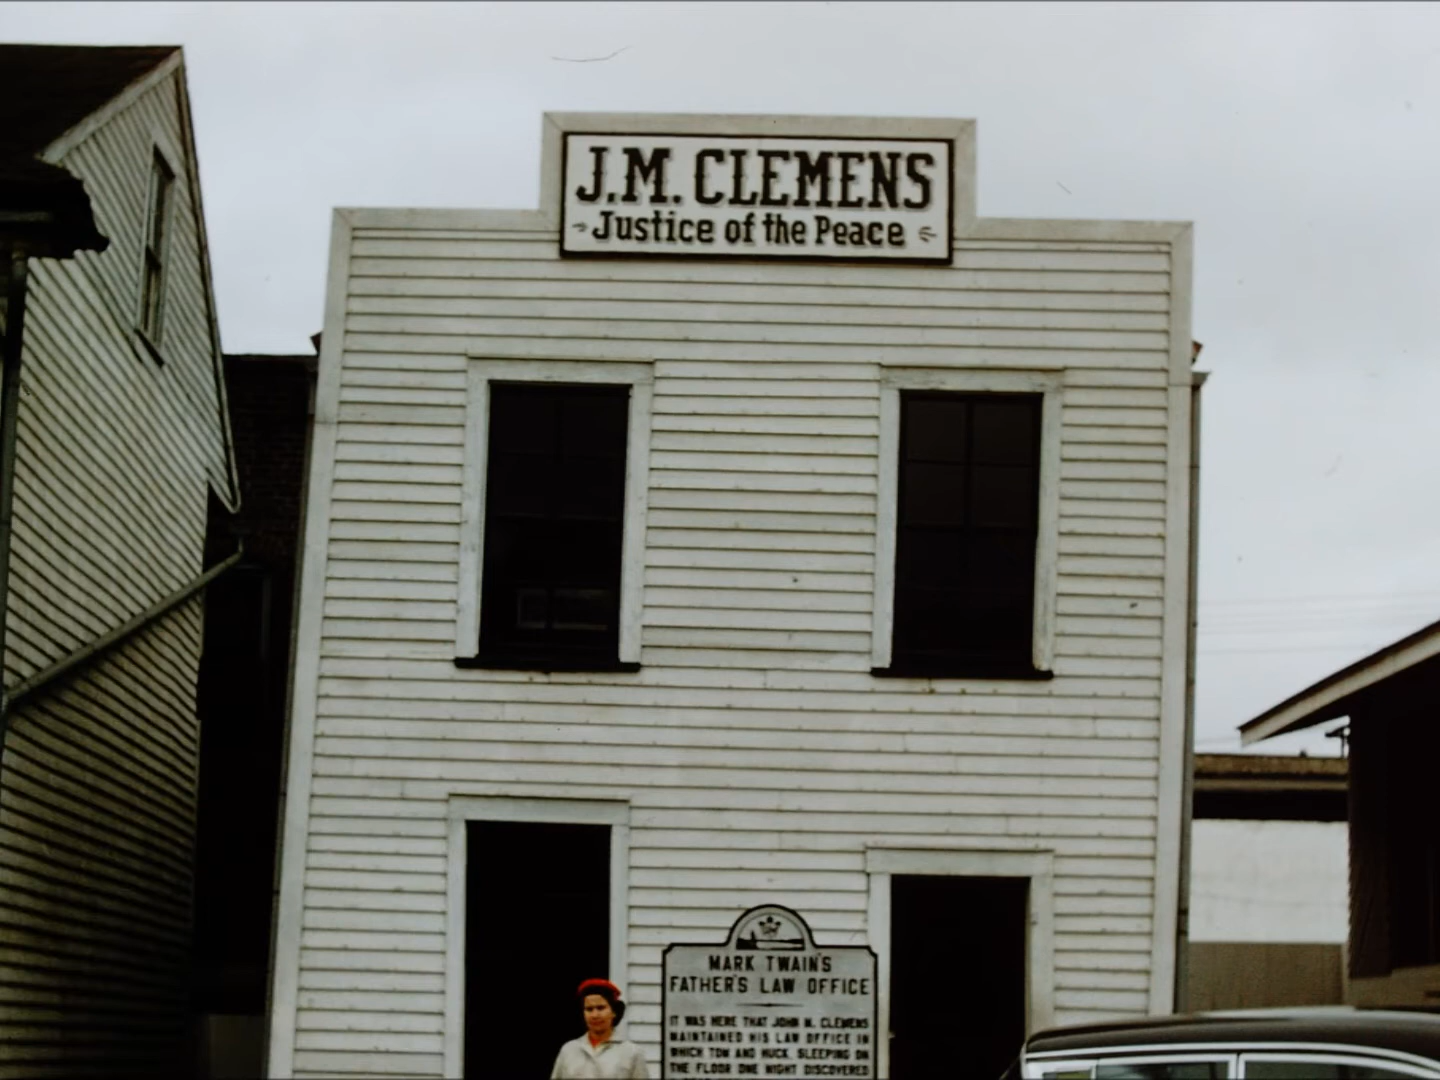 J.M. CLEMENS
Justice of the Peace
MARK TWAIN'S
FATHER'S LAW OFFICE
IT WAS HERE THAT JOHN M. CLEMENS
MAINTAINED HIS LAW OFFICE IN
WHICH TOM AND HUCK, SLEEPING ON
THE FLOOR ONE NIGHT DISCOVERED